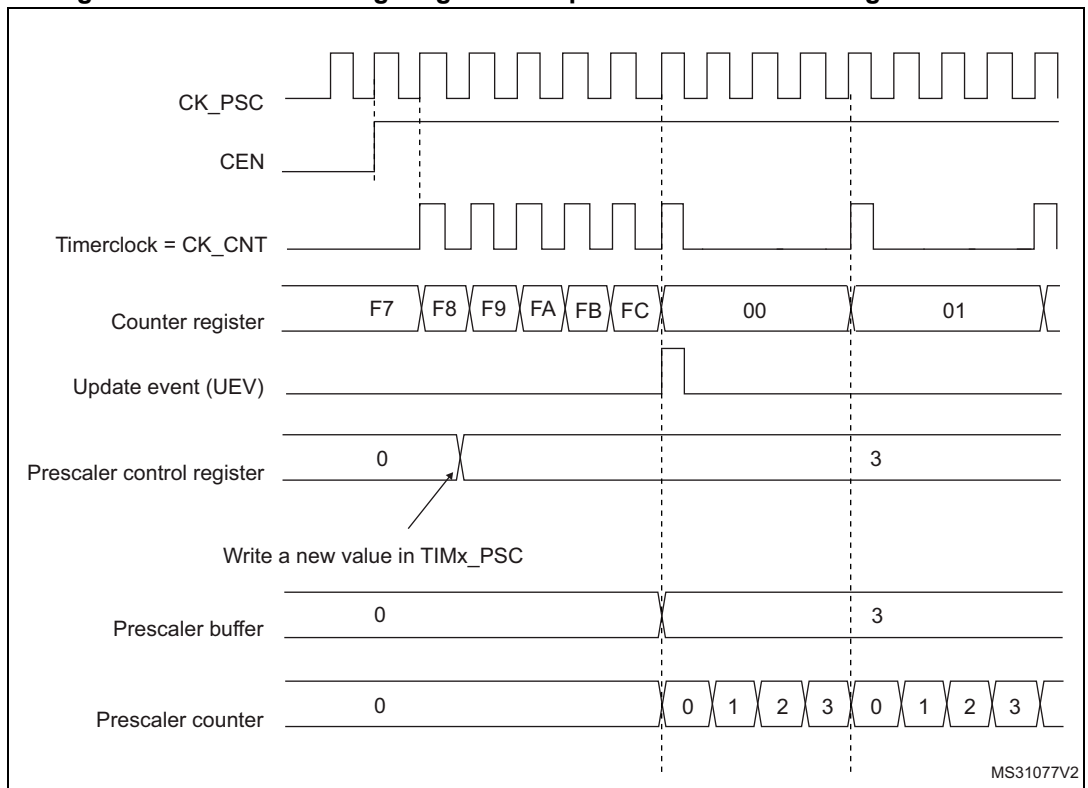 CK_PSC
CEN
Timerclock = CK_CNT
Counter register F7 F8 F9 FA FB FC 00 01
Update event (UEV)
Prescaler control register 0 3
Write a new value in TIMx_PSC
Prescaler buffer 0 3
Prescaler counter 0 0 1 2 3 0 1 2 3
MS31077V2